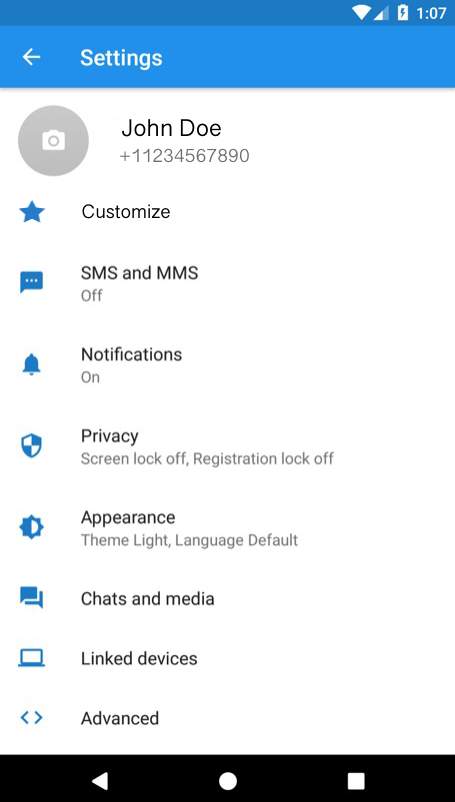 1:07
Settings
John Doe
+11234567890
Customize
SMS and MMS
Off
Notifications
On
Privacy
Screen lock off, Registration lock off
Appearance
Theme Light, Language Default
Chats and media
Linked devices
Advanced